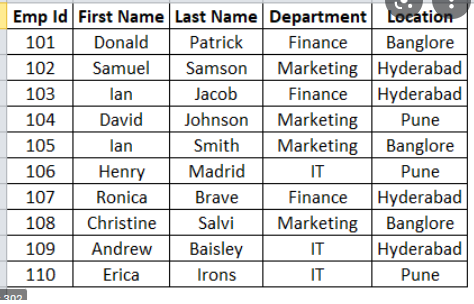 Emp Id First Name Last Name Department Location
101 Donald Patrick Finance Banglore
102 Samuel Samson Marketing Hyderabad
103 Ian Jacob Finance Hyderabad
104 David Johnson Marketing Pune
105 Ian Smith Marketing Banglore
106 Henry Madrid IT Pune
107 Ronica Brave Finance Hyderabad
108 Christine Salvi Marketing Banglore
109 Andrew Baisley IT Hyderabad
110 Erica Irons IT Pune
302